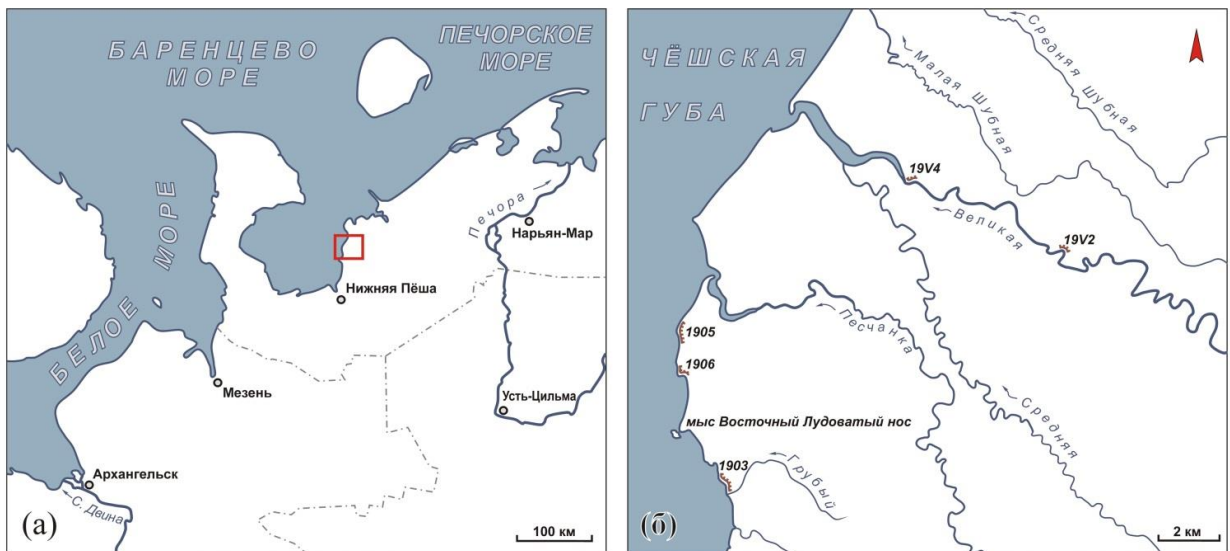 БАРЕНЦЕВО
МОРЕ
ПЕЧОРСКОЕ
МОРЕ
БЕЛОЕ МОРЕ
Печора
Нарьян-Мар
Нижняя Пёша
Мезень
Усть-Цильма
Архангельск
С. Двина
(а)
100 км
ЧЁШСКАЯ
ГУБА
Малая Шубная
Средняя Шубная
19V4
Великая
19V2
Песчанка
1905
1906
мыс Восточный Лудоватый нос
Средняя
1903
Грубый
(б)
2 км